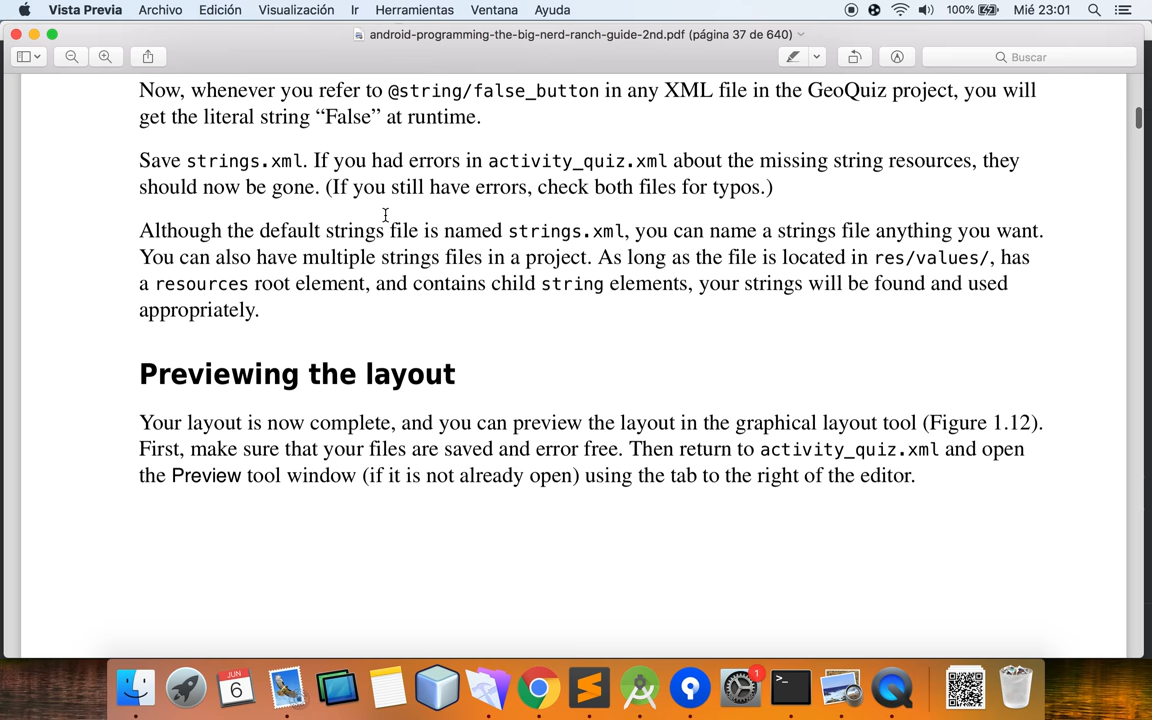 Vista Previa Archivo Edición Visualización Ir Herramientas Ventana Ayuda 100% Mié 23:01
android-programming-the-big-nerd-ranch-guide-2nd.pdf (página 37 de 640)
Buscar
Now, whenever you refer to @string/false_button in any XML file in the GeoQuiz project, you will
get the literal string “False” at runtime.
Save strings.xml. If you had errors in activity_quiz.xml about the missing string resources, they
should now be gone. (If you still have errors, check both files for typos.)
Although the default strings file is named strings.xml, you can name a strings file anything you want.
You can also have multiple strings files in a project. As long as the file is located in res/values/, has
a resources root element, and contains child string elements, your strings will be found and used
appropriately.
Previewing the layout
Your layout is now complete, and you can preview the layout in the graphical layout tool (Figure 1.12).
First, make sure that your files are saved and error free. Then return to activity_quiz.xml and open
the Preview tool window (if it is not already open) using the tab to the right of the editor.
JUN
6
1